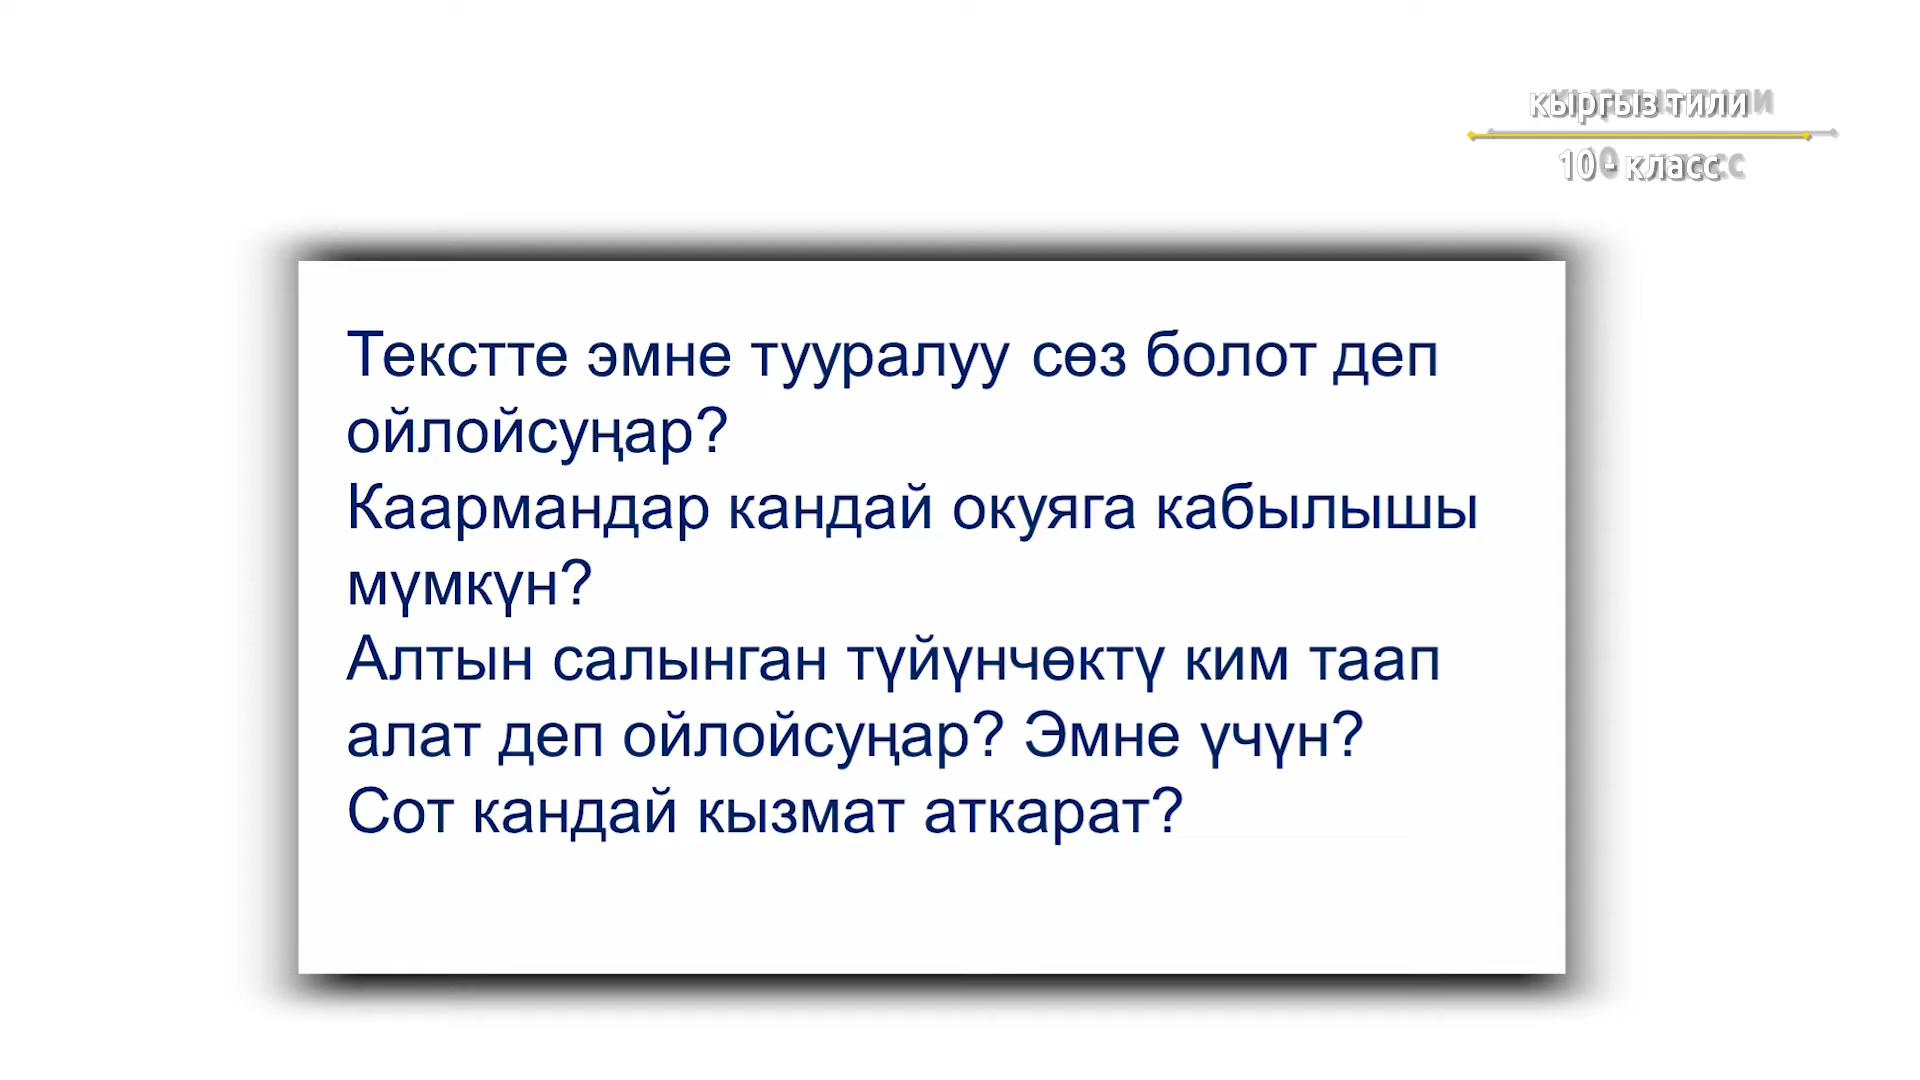 кыргыз тили
10 - класс
Текстте эмне тууралуу сөз болот деп
ойлойсуңар?
Каармандар кандай окуяга кабылышы
мүмкүн?
Алтын салынган түйүнчөктү ким таап
алат деп ойлойсуңар? Эмне үчүн?
Сот кандай кызмат аткарат?